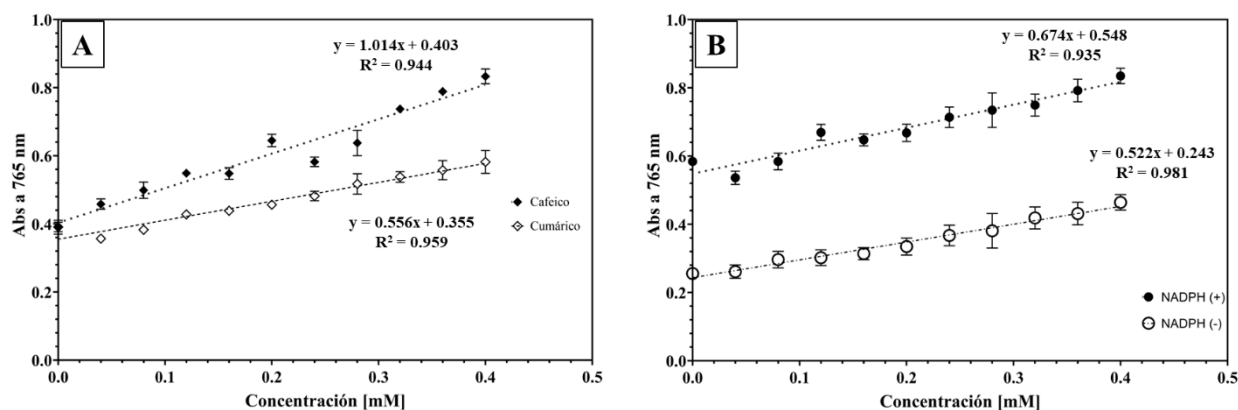 A
y = 1.014x + 0.403
R² = 0.944
y = 0.556x + 0.355
R² = 0.959
Cafeico
Cumárico
Abs a 765 nm
1.0
0.8
0.6
0.4
0.2
0.0
0.0 0.1 0.2 0.3 0.4 0.5
Concentración [mM]
B
y = 0.674x + 0.548
R² = 0.935
y = 0.522x + 0.243
R² = 0.981
NADPH (+)
NADPH (-)
Abs a 765 nm
1.0
0.8
0.6
0.4
0.2
0.0
0.0 0.1 0.2 0.3 0.4 0.5
Concentración [mM]